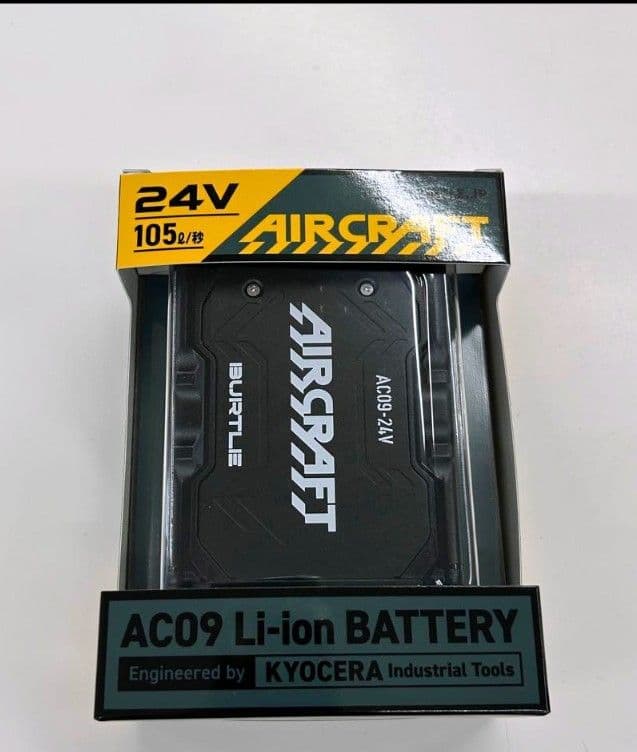 24V
105ℓ/秒
AIRCRAFT
AIRCRAFT
BURTLE
AC09-24V
AC09 Li-ion BATTERY
Engineered by KYOCERA Industrial Tools